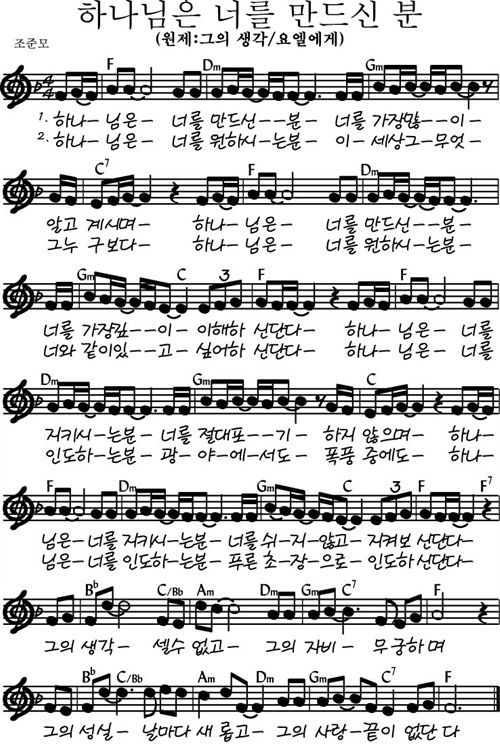 하나님은 너를 만드신 분
(원제:그의 생각/요엘에게)
조준모
F Dm Gm
1. 하나- 님은- 너를 만드신--분- 너를 가장많--이-
2. 하나- 님은- 너를 원하시-는분- 이-세상그-무엇-
C7 F Dm
알고 계시며- 하나- 님은- 너를 만드신--분-
그누 구보다- 하나- 님은- 너를 원하시-는분-
Gm C 3 F
너를 가장깊--이- 이해하 신단다- 하나- 님은- 너를
너와 같이있--고- 싶어하 신단다- 하나- 님은- 너를
Dm Gm C
지키시-는분- 너를 절대포---기- 하지 않으며- 하나-
인도하-는분- 광-야-에-서도- 폭풍 중에도- 하나-
F Dm Gm C 3 F F7
님은-너를 지키시-는분- 너를쉬-지-않고- 지켜보 신단다-
님은-너를 인도하-는분- 푸른 초-장-으로- 인도하 신단다-
Bb C/Bb Am Dm Gm C7 F
그의 생각- 셀수 없고- 그의 자비- 무궁하며
Bb C/Bb Am Dm Gm C7 F
그의 성실- 날마다 새 롭고- 그의 사랑-끝이 없단 다